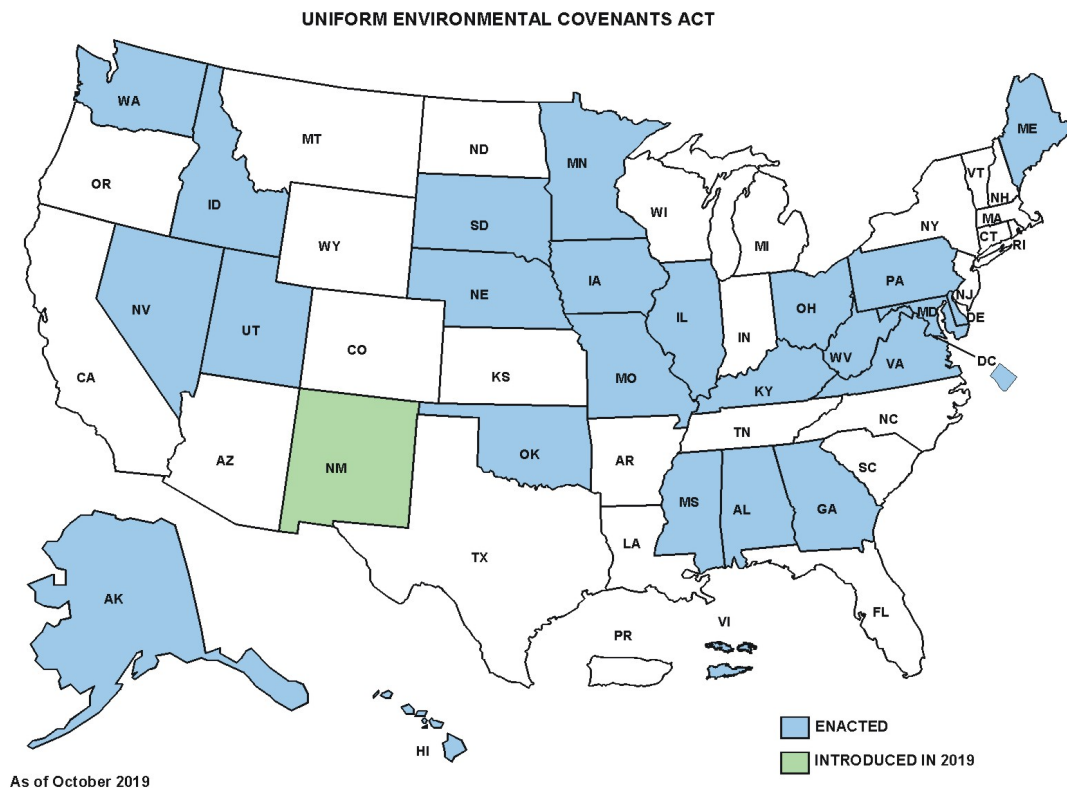 UNIFORM ENVIRONMENTAL COVENANTS ACT
WA
MT
ND
MN
ME
OR
ID
SD
WI
MI
NY
VT
NH
MA
CT
RI
WY
NV
UT
NE
IA
IL
IN
OH
PA
NJ
MD
DE
DC
CA
CO
KS
MO
KY
WV
VA
AZ
NM
OK
AR
TN
NC
SC
MS
AL
GA
TX
LA
FL
AK
HI
PR
VI
ENACTED
INTRODUCED IN 2019
As of October 2019